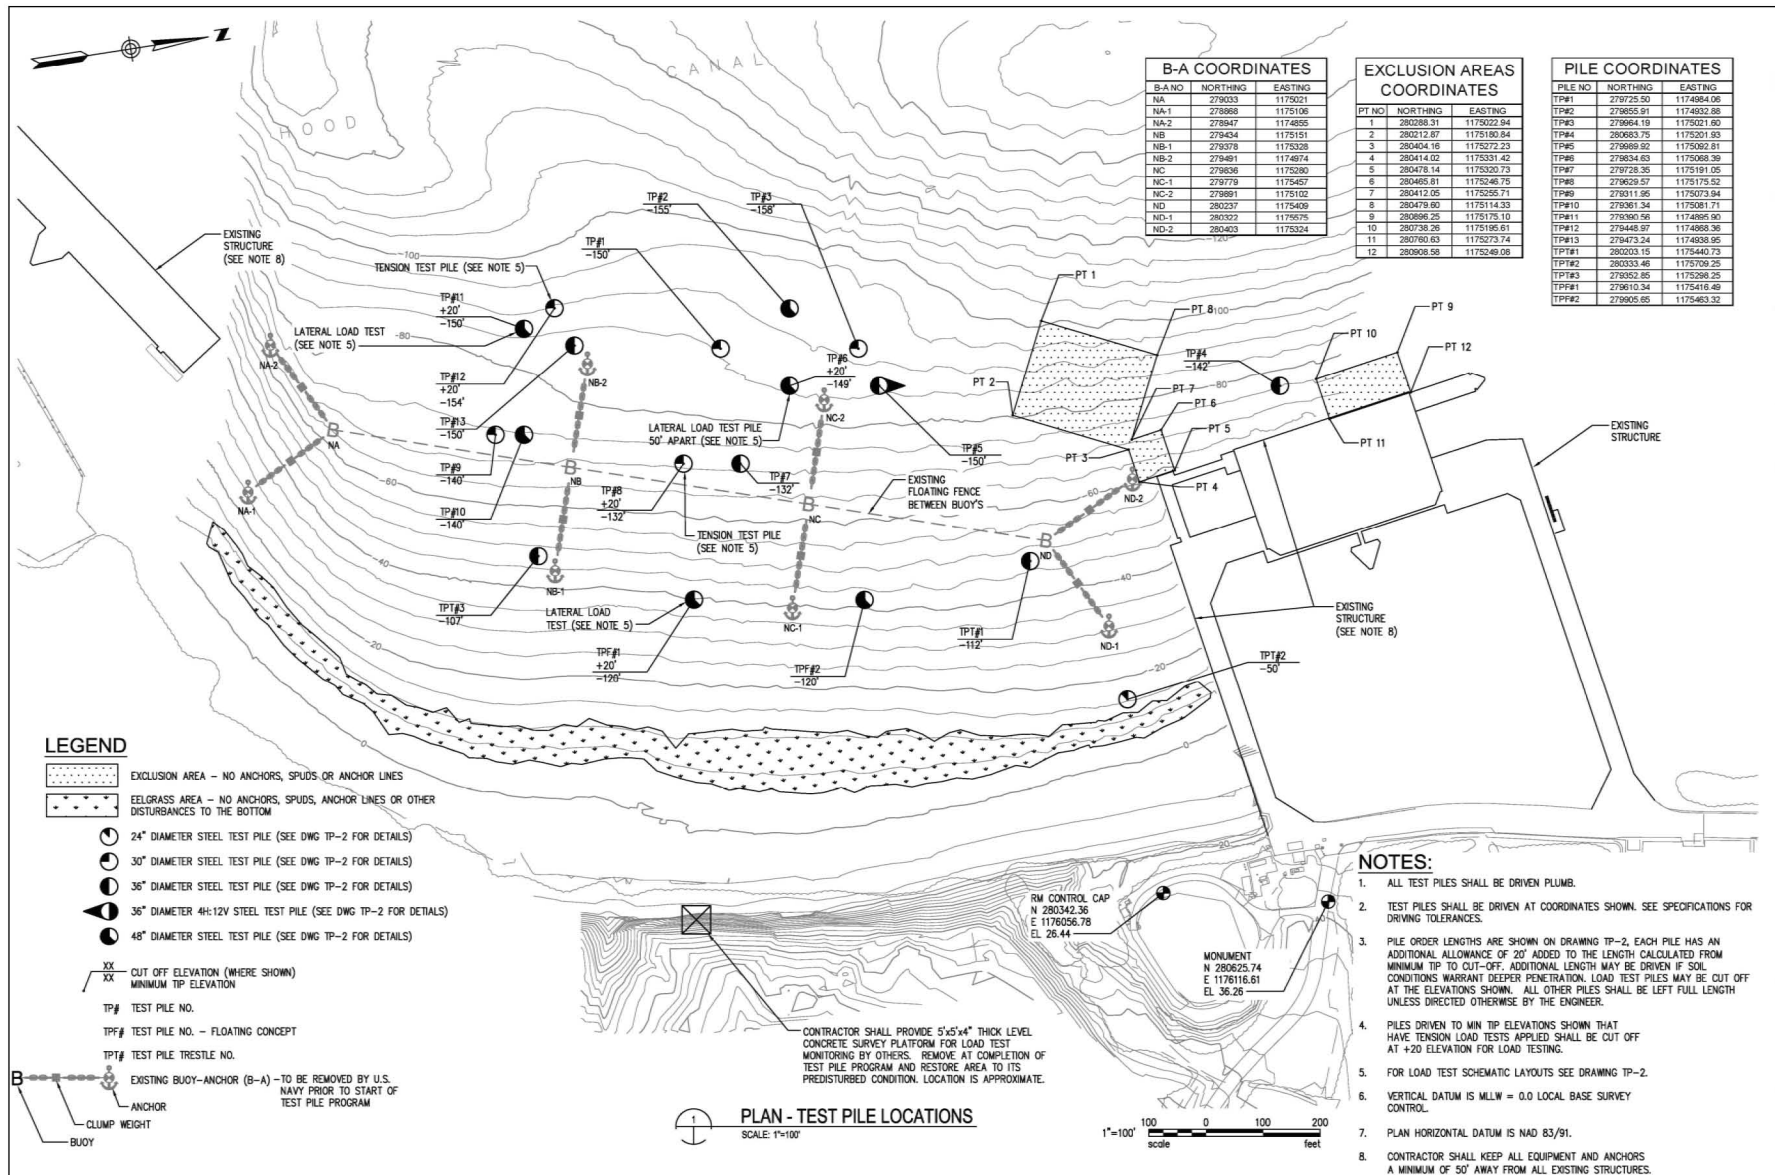 Z
CANAL
HOOD
B-A COORDINATES
B-A NO NORTHING EASTING
NA 279033 1175021
NA-1 278868 1175106
NA-2 278947 1174855
NB 279434 1175151
NB-1 279378 1175328
NB-2 279491 1174974
NC 279836 1175280
NC-1 279779 1175457
NC-2 279891 1175102
ND 280237 1175409
ND-1 280322 1175575
ND-2 280403 1175324
EXCLUSION AREAS
COORDINATES
PT NO NORTHING EASTING
1 280288.31 1175022.94
2 280212.87 1175180.84
3 280404.16 1175272.23
4 280414.02 1175331.42
5 280478.14 1175320.73
6 280465.81 1175246.75
7 280412.05 1175255.71
8 280479.60 1175114.33
9 280896.25 1175175.10
10 280738.26 1175195.61
11 280760.63 1175273.74
12 280908.58 1175249.08
PILE COORDINATES
PILE NO NORTHING EASTING
TP#1 279725.50 1174984.06
TP#2 279855.91 1174932.88
TP#3 279964.19 1175021.60
TP#4 280683.75 1175201.93
TP#5 279989.92 1175092.81
TP#6 279834.63 1175068.39
TP#7 279728.35 1175191.05
TP#8 279629.57 1175175.52
TP#9 279311.95 1175073.94
TP#10 279361.34 1175081.71
TP#11 279390.56 1174895.90
TP#12 279448.97 1174868.36
TP#13 279473.24 1174938.95
TPT#1 280203.15 1175440.73
TPT#2 280333.46 1175709.25
TPT#3 279352.85 1175298.25
TPF#1 279610.34 1175416.49
TPF#2 279905.65 1175463.32
EXISTING
STRUCTURE
(SEE NOTE 8)
TP#2
-155'
TP#3
-158'
TP#1
-150'
-100
-120
TENSION TEST PILE (SEE NOTE 5)
TP#11
+20'
-150'
LATERAL LOAD TEST
(SEE NOTE 5)
-80
NA-2
NB-2
TP#12
+20'
-154'
TP#13
-150'
TP#6
+20'
-149'
NC-2
LATERAL LOAD TEST PILE
50' APART (SEE NOTE 5)
TP#5
-150'
PT 1
PT 8
-100
PT 9
PT 10
TP#4
-142'
PT 12
PT 2
PT 7
-80
PT 6
PT 5
PT 3
PT 4
PT 11
EXISTING
STRUCTURE
B
NA
TP#9
-140'
-60
NA-1
TP#10
-140'
B
NB
TP#8
+20'
-132'
TP#7
-132'
EXISTING
FLOATING FENCE
BETWEEN BUOY'S
B
NC
TENSION TEST PILE
(SEE NOTE 5)
-60
ND-2
B
ND
-40
NB-1
-40
TPT#3
-107'
LATERAL LOAD
TEST (SEE NOTE 5)
NC-1
TPT#1
-112'
ND-1
EXISTING
STRUCTURE
(SEE NOTE 8)
-20
TPF#1
+20'
-120'
TPF#2
-120'
-20
TPT#2
-50'
0
0
LEGEND
EXCLUSION AREA - NO ANCHORS, SPUDS OR ANCHOR LINES
EELGRASS AREA - NO ANCHORS, SPUDS, ANCHOR LINES OR OTHER
DISTURBANCES TO THE BOTTOM
24" DIAMETER STEEL TEST PILE (SEE DWG TP-2 FOR DETAILS)
30" DIAMETER STEEL TEST PILE (SEE DWG TP-2 FOR DETAILS)
36" DIAMETER STEEL TEST PILE (SEE DWG TP-2 FOR DETAILS)
36" DIAMETER 4H:12V STEEL TEST PILE (SEE DWG TP-2 FOR DETIALS)
48" DIAMETER STEEL TEST PILE (SEE DWG TP-2 FOR DETAILS)
XX CUT OFF ELEVATION (WHERE SHOWN)
XX MINIMUM TIP ELEVATION
TP# TEST PILE NO.
TPF# TEST PILE NO. - FLOATING CONCEPT
TPT# TEST PILE TRESTLE NO.
B EXISTING BUOY-ANCHOR (B-A) -TO BE REMOVED BY U.S.
NAVY PRIOR TO START OF
TEST PILE PROGRAM
ANCHOR
CLUMP WEIGHT
BUOY
RM CONTROL CAP
N 280342.36
E 1176056.78
EL 26.44
MONUMENT
N 280625.74
E 1176116.61
EL 36.26
CONTRACTOR SHALL PROVIDE 5'x5'x4" THICK LEVEL
CONCRETE SURVEY PLATFORM FOR LOAD TEST
MONITORING BY OTHERS. REMOVE AT COMPLETION OF
TEST PILE PROGRAM AND RESTORE AREA TO ITS
PREDISTURBED CONDITION. LOCATION IS APPROXIMATE.
1
PLAN - TEST PILE LOCATIONS
SCALE: 1"=100'
1"=100'
100 0 100 200
scale feet
NOTES:
1. ALL TEST PILES SHALL BE DRIVEN PLUMB.
2. TEST PILES SHALL BE DRIVEN AT COORDINATES SHOWN. SEE SPECIFICATIONS FOR
DRIVING TOLERANCES.
3. PILE ORDER LENGTHS ARE SHOWN ON DRAWING TP-2, EACH PILE HAS AN
ADDITIONAL ALLOWANCE OF 20' ADDED TO THE LENGTH CALCULATED FROM
MINIMUM TIP TO CUT-OFF. ADDITIONAL LENGTH MAY BE DRIVEN IF SOIL
CONDITIONS WARRANT DEEPER PENETRATION. LOAD TEST PILES MAY BE CUT OFF
AT THE ELEVATIONS SHOWN. ALL OTHER PILES SHALL BE LEFT FULL LENGTH
UNLESS DIRECTED OTHERWISE BY THE ENGINEER.
4. PILES DRIVEN TO MIN TIP ELEVATIONS SHOWN THAT
HAVE TENSION LOAD TESTS APPLIED SHALL BE CUT OFF
AT +20 ELEVATION FOR LOAD TESTING.
5. FOR LOAD TEST SCHEMATIC LAYOUTS SEE DRAWING TP-2.
6. VERTICAL DATUM IS MLLW = 0.0 LOCAL BASE SURVEY
CONTROL.
7. PLAN HORIZONTAL DATUM IS NAD 83/91.
8. CONTRACTOR SHALL KEEP ALL EQUIPMENT AND ANCHORS
A MINIMUM OF 50' AWAY FROM ALL EXISTING STRUCTURES.